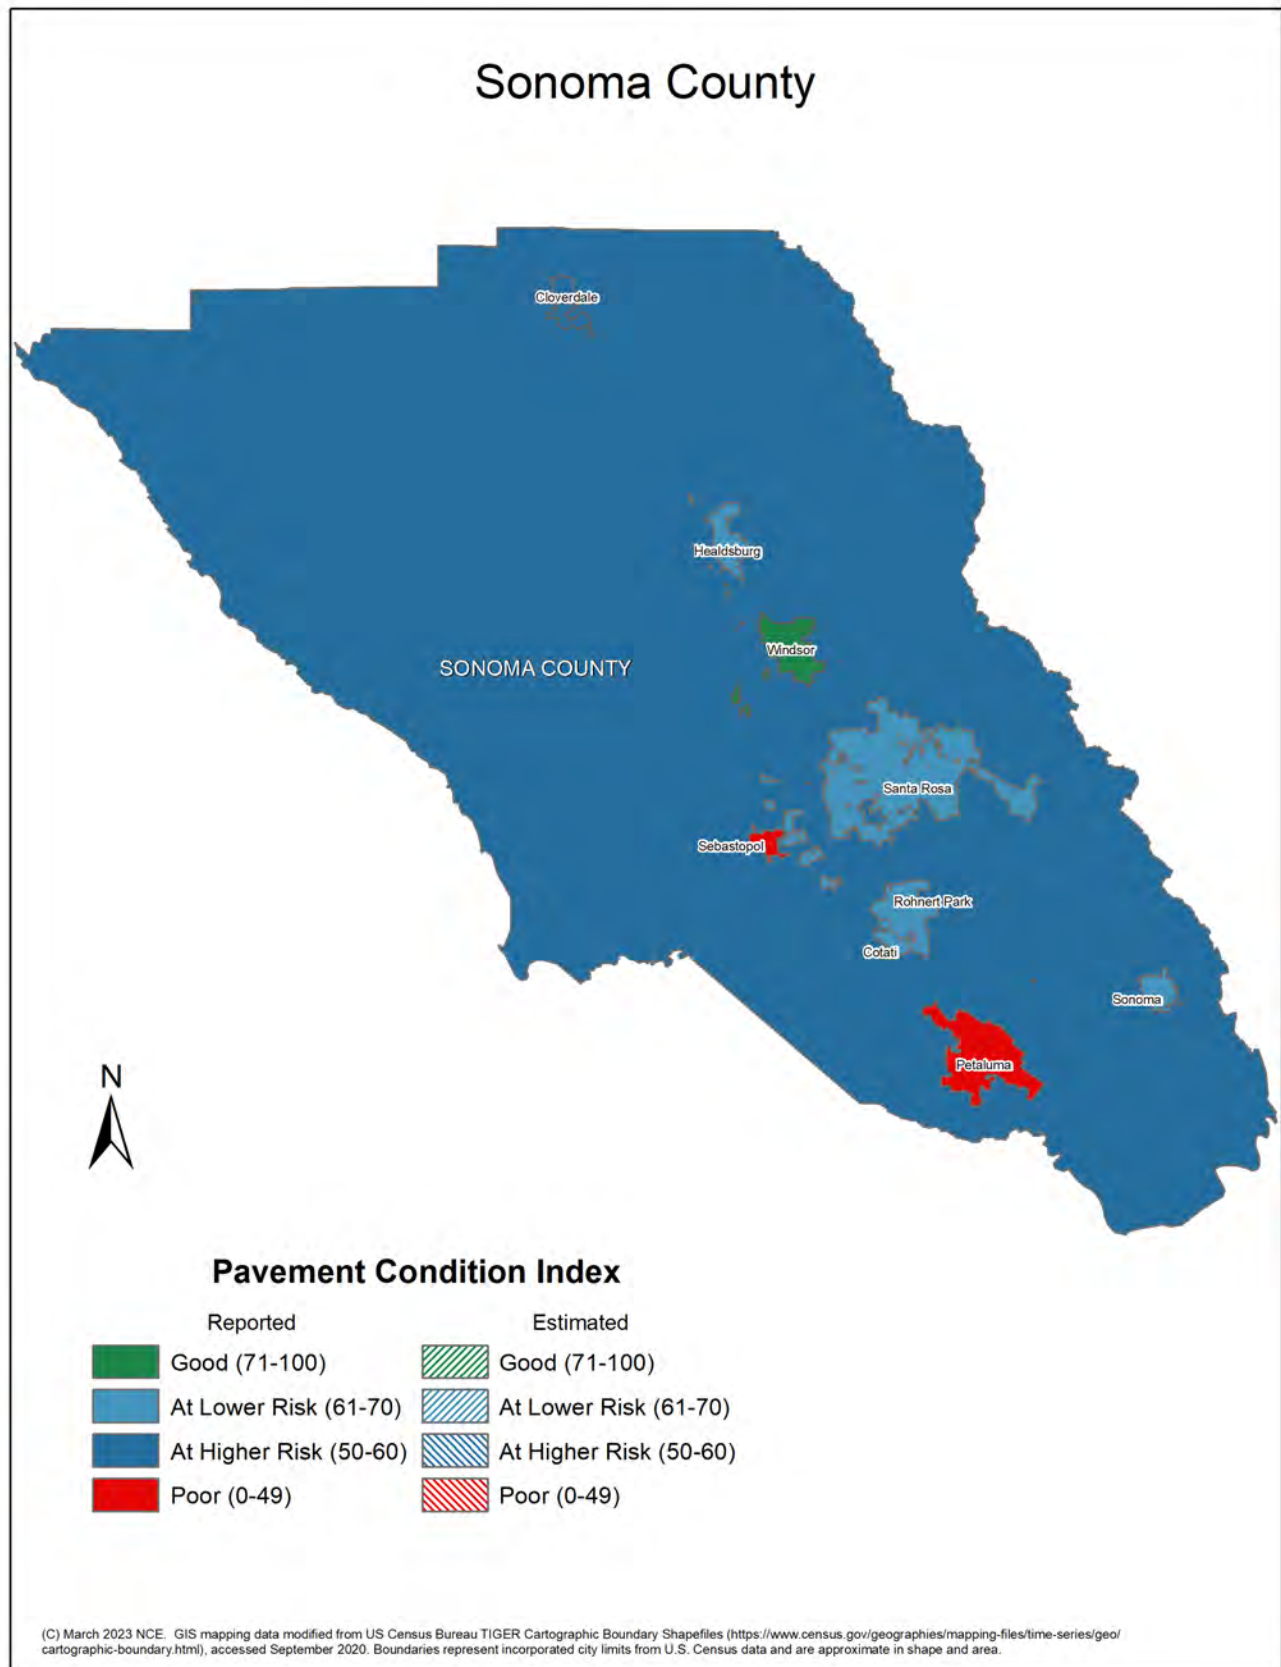 Sonoma County
Cloverdale
Healdsburg
Windsor
SONOMA COUNTY
Santa Rosa
Sebastopol
Rohnert Park
Cotati
Sonoma
Petaluma
N
Pavement Condition Index
Reported Estimated
Good (71-100) Good (71-100)
At Lower Risk (61-70) At Lower Risk (61-70)
At Higher Risk (50-60) At Higher Risk (50-60)
Poor (0-49) Poor (0-49)
(C) March 2023 NCE. GIS mapping data modified from US Census Bureau TIGER Cartographic Boundary Shapefiles (https://www.census.gov/geographies/mapping-files/time-series/geo/
cartographic-boundary.html), accessed September 2020. Boundaries represent incorporated city limits from U.S. Census data and are approximate in shape and area.